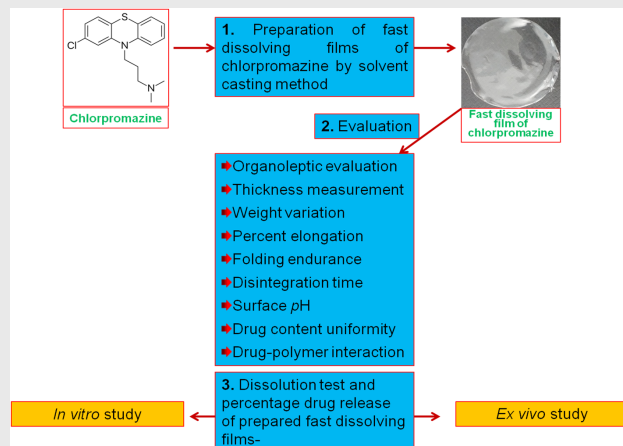 S
Cl
N
N
Chlorpromazine
1. Preparation of fast
dissolving films of
chlorpromazine by solvent
casting method
Fast dissolving
film of
chlorpromazine
2. Evaluation
Organoleptic evaluation
Thickness measurement
Weight variation
Percent elongation
Folding endurance
Disintegration time
Surface pH
Drug content uniformity
Drug-polymer interaction
3. Dissolution test and
percentage drug release
of prepared fast dissolving
films-
In vitro study
Ex vivo study